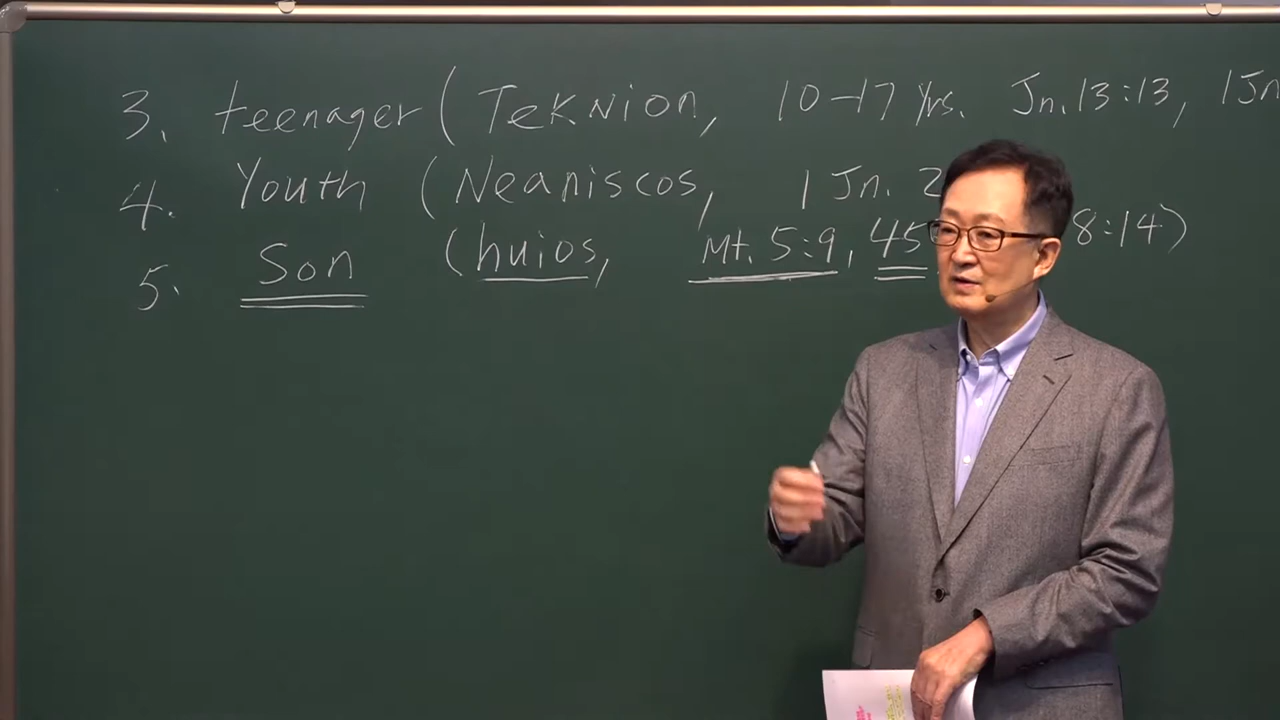 3. teenager (Teknion, 10-17 yrs. Jn. 13:13, 1Jn
4. Youth (Neaniscos, 1 Jn. 2
5. Son (huios, Mt. 5:9, 45 8:14)